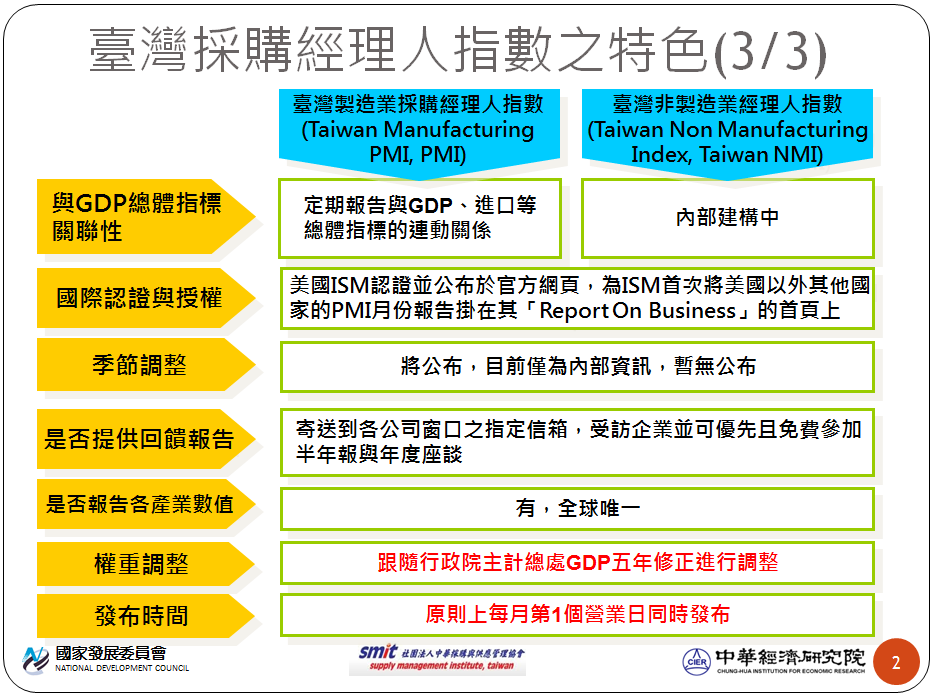 臺灣採購經理人指數之特色(3/3)
臺灣製造業採購經理人指數
(Taiwan Manufacturing
PMI, PMI)
臺灣非製造業經理人指數
(Taiwan Non Manufacturing
Index, Taiwan NMI)
與GDP總體指標
關聯性
定期報告與GDP、進口等
總體指標的連動關係
內部建構中
國際認證與授權
美國ISM認證並公布於官方網頁，為ISM首次將美國以外其他國
家的PMI月份報告掛在其「Report On Business」的首頁上
季節調整
將公布，目前僅為內部資訊，暫無公布
是否提供回饋報告
寄送到各公司窗口之指定信箱，受訪企業並可優先且免費參加
半年報與年度座談
是否報告各產業數值
有，全球唯一
權重調整
跟隨行政院主計總處GDP五年修正進行調整
發布時間
原則上每月第1個營業日同時發布
國家發展委員會
NATIONAL DEVELOPMENT COUNCIL
smit 社團法人中華採購與供應管理協會
supply management institute, taiwan
CIER 中華經濟研究院
CHUNG-HUA INSTITUTION FOR ECONOMIC RESEARCH
2